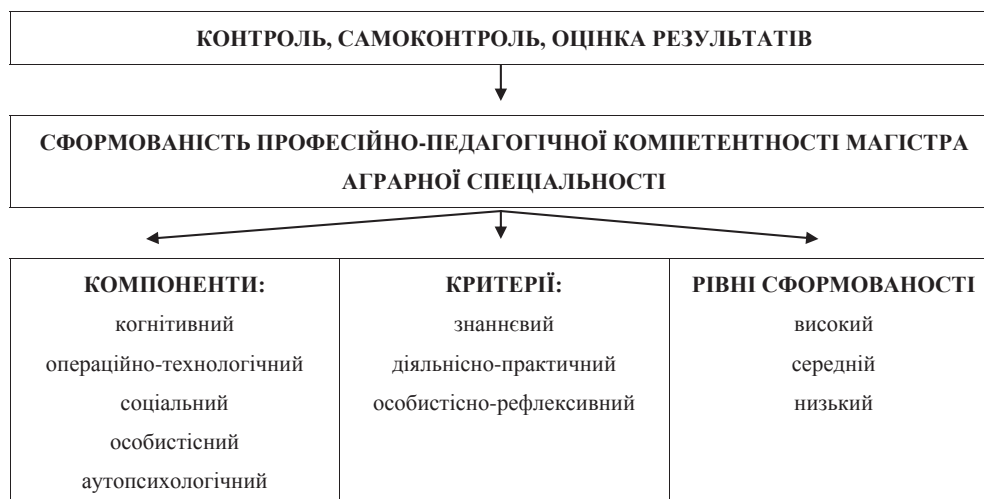 КОНТРОЛЬ, САМОКОНТРОЛЬ, ОЦІНКА РЕЗУЛЬТАТІВ
СФОРМОВАНІСТЬ ПРОФЕСІЙНО-ПЕДАГОГІЧНОЇ КОМПЕТЕНТНОСТІ МАГІСТРА
АГРАРНОЇ СПЕЦІАЛЬНОСТІ
КОМПОНЕНТИ:
когнітивний
операційно-технологічний
соціальний
особистісний
аутопсихологічний
КРИТЕРІЇ:
знаннєвий
діяльнісно-практичний
особистісно-рефлексивний
РІВНІ СФОРМОВАНОСТІ
високий
середній
низький